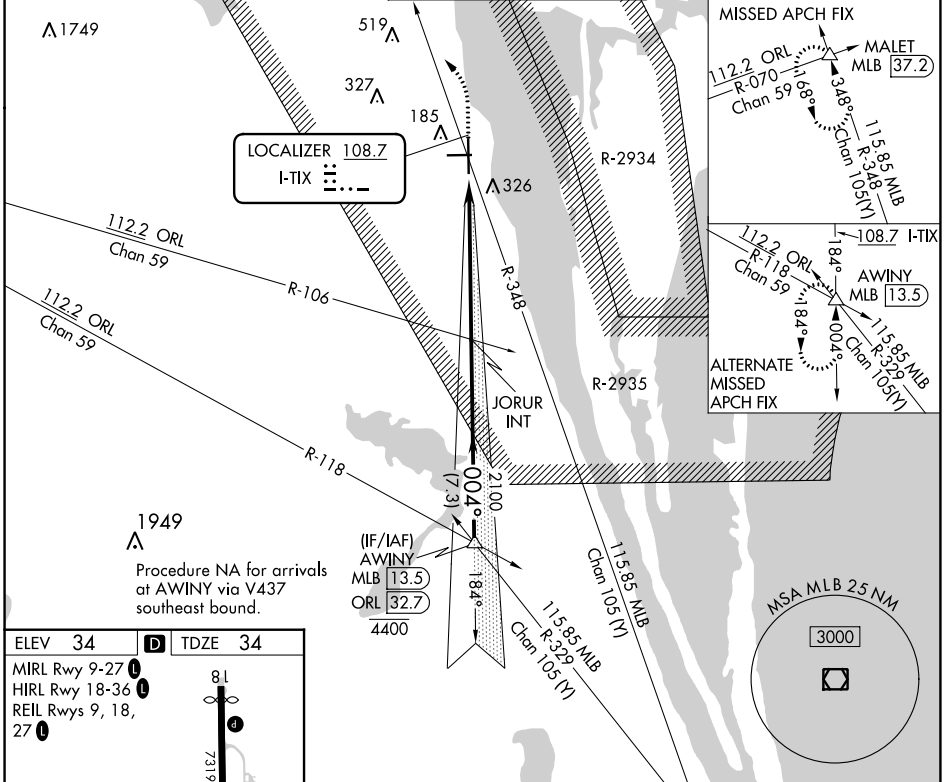 1749
519
327
185
LOCALIZER 108.7
I-TIX
326
R-2934
R-2935
112.2 ORL
Chan 59
R-106
112.2 ORL
Chan 59
R-118
R-348
JORUR
INT
2100
004°
(7.3)
184°
(IF/IAF)
AWINY
MLB 13.5
ORL 32.7
4400
1949
Procedure NA for arrivals
at AWINY via V437
southeast bound.
115.85 MLB
Chan 105 (Y)
115.85 MLB
R-329
Chan 105 (Y)
MISSED APCH FIX
112.2 ORL
R-070
Chan 59
MALET
MLB 37.2
168°
348°
115.85 MLB
R-348
Chan 105(Y)
108.7 I-TIX
112.2 ORL
R-118
Chan 59
184°
AWINY
MLB 13.5
184°
004°
115.85 MLB
R-329
Chan 105(Y)
ALTERNATE
MISSED
APCH FIX
MSA MLB 25 NM
3000
ELEV 34 D TDZE 34
MIRL Rwy 9-27 L
HIRL Rwy 18-36 L
REIL Rwys 9, 18,
27 L
18
P
7319